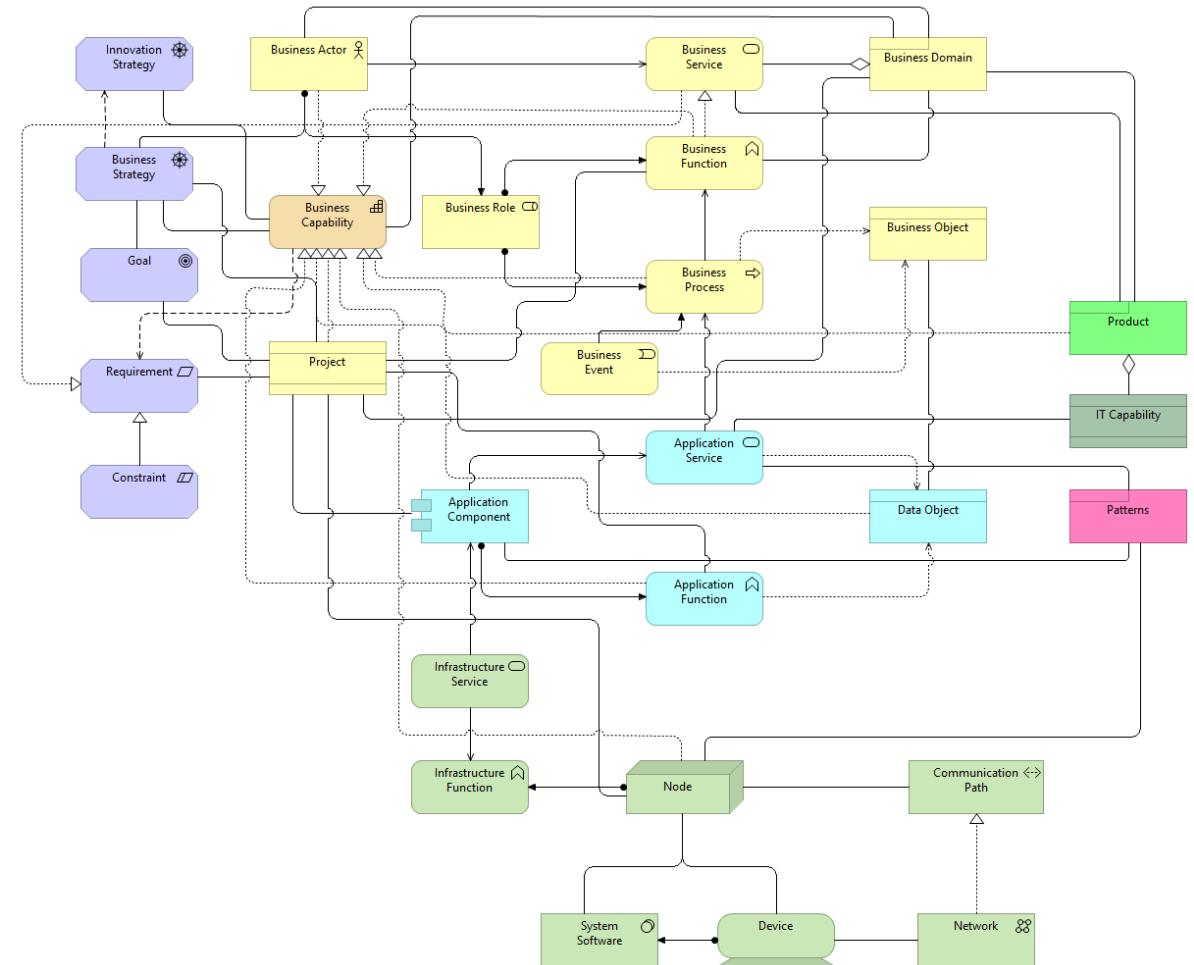 Innovation
Strategy
Business Actor
Business
Service
Business Domain
Business
Strategy
Business
Function
Business
Capability
Business Role
Business Object
Goal
Business
Process
Product
Requirement
Project
Business
Event
IT Capability
Constraint
Application
Service
Application
Component
Data Object
Patterns
Application
Function
Infrastructure
Service
Infrastructure
Function
Node
Communication
Path
System
Software
Device
Network